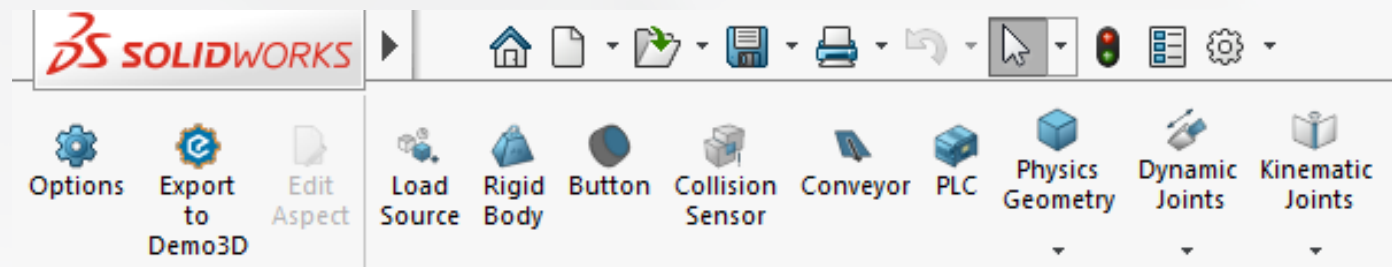 SOLIDWORKS
Options
Export
to
Demo3D
Edit
Aspect
Load
Source
Rigid
Body
Button
Collision
Sensor
Conveyor
PLC
Physics
Geometry
Dynamic
Joints
Kinematic
Joints